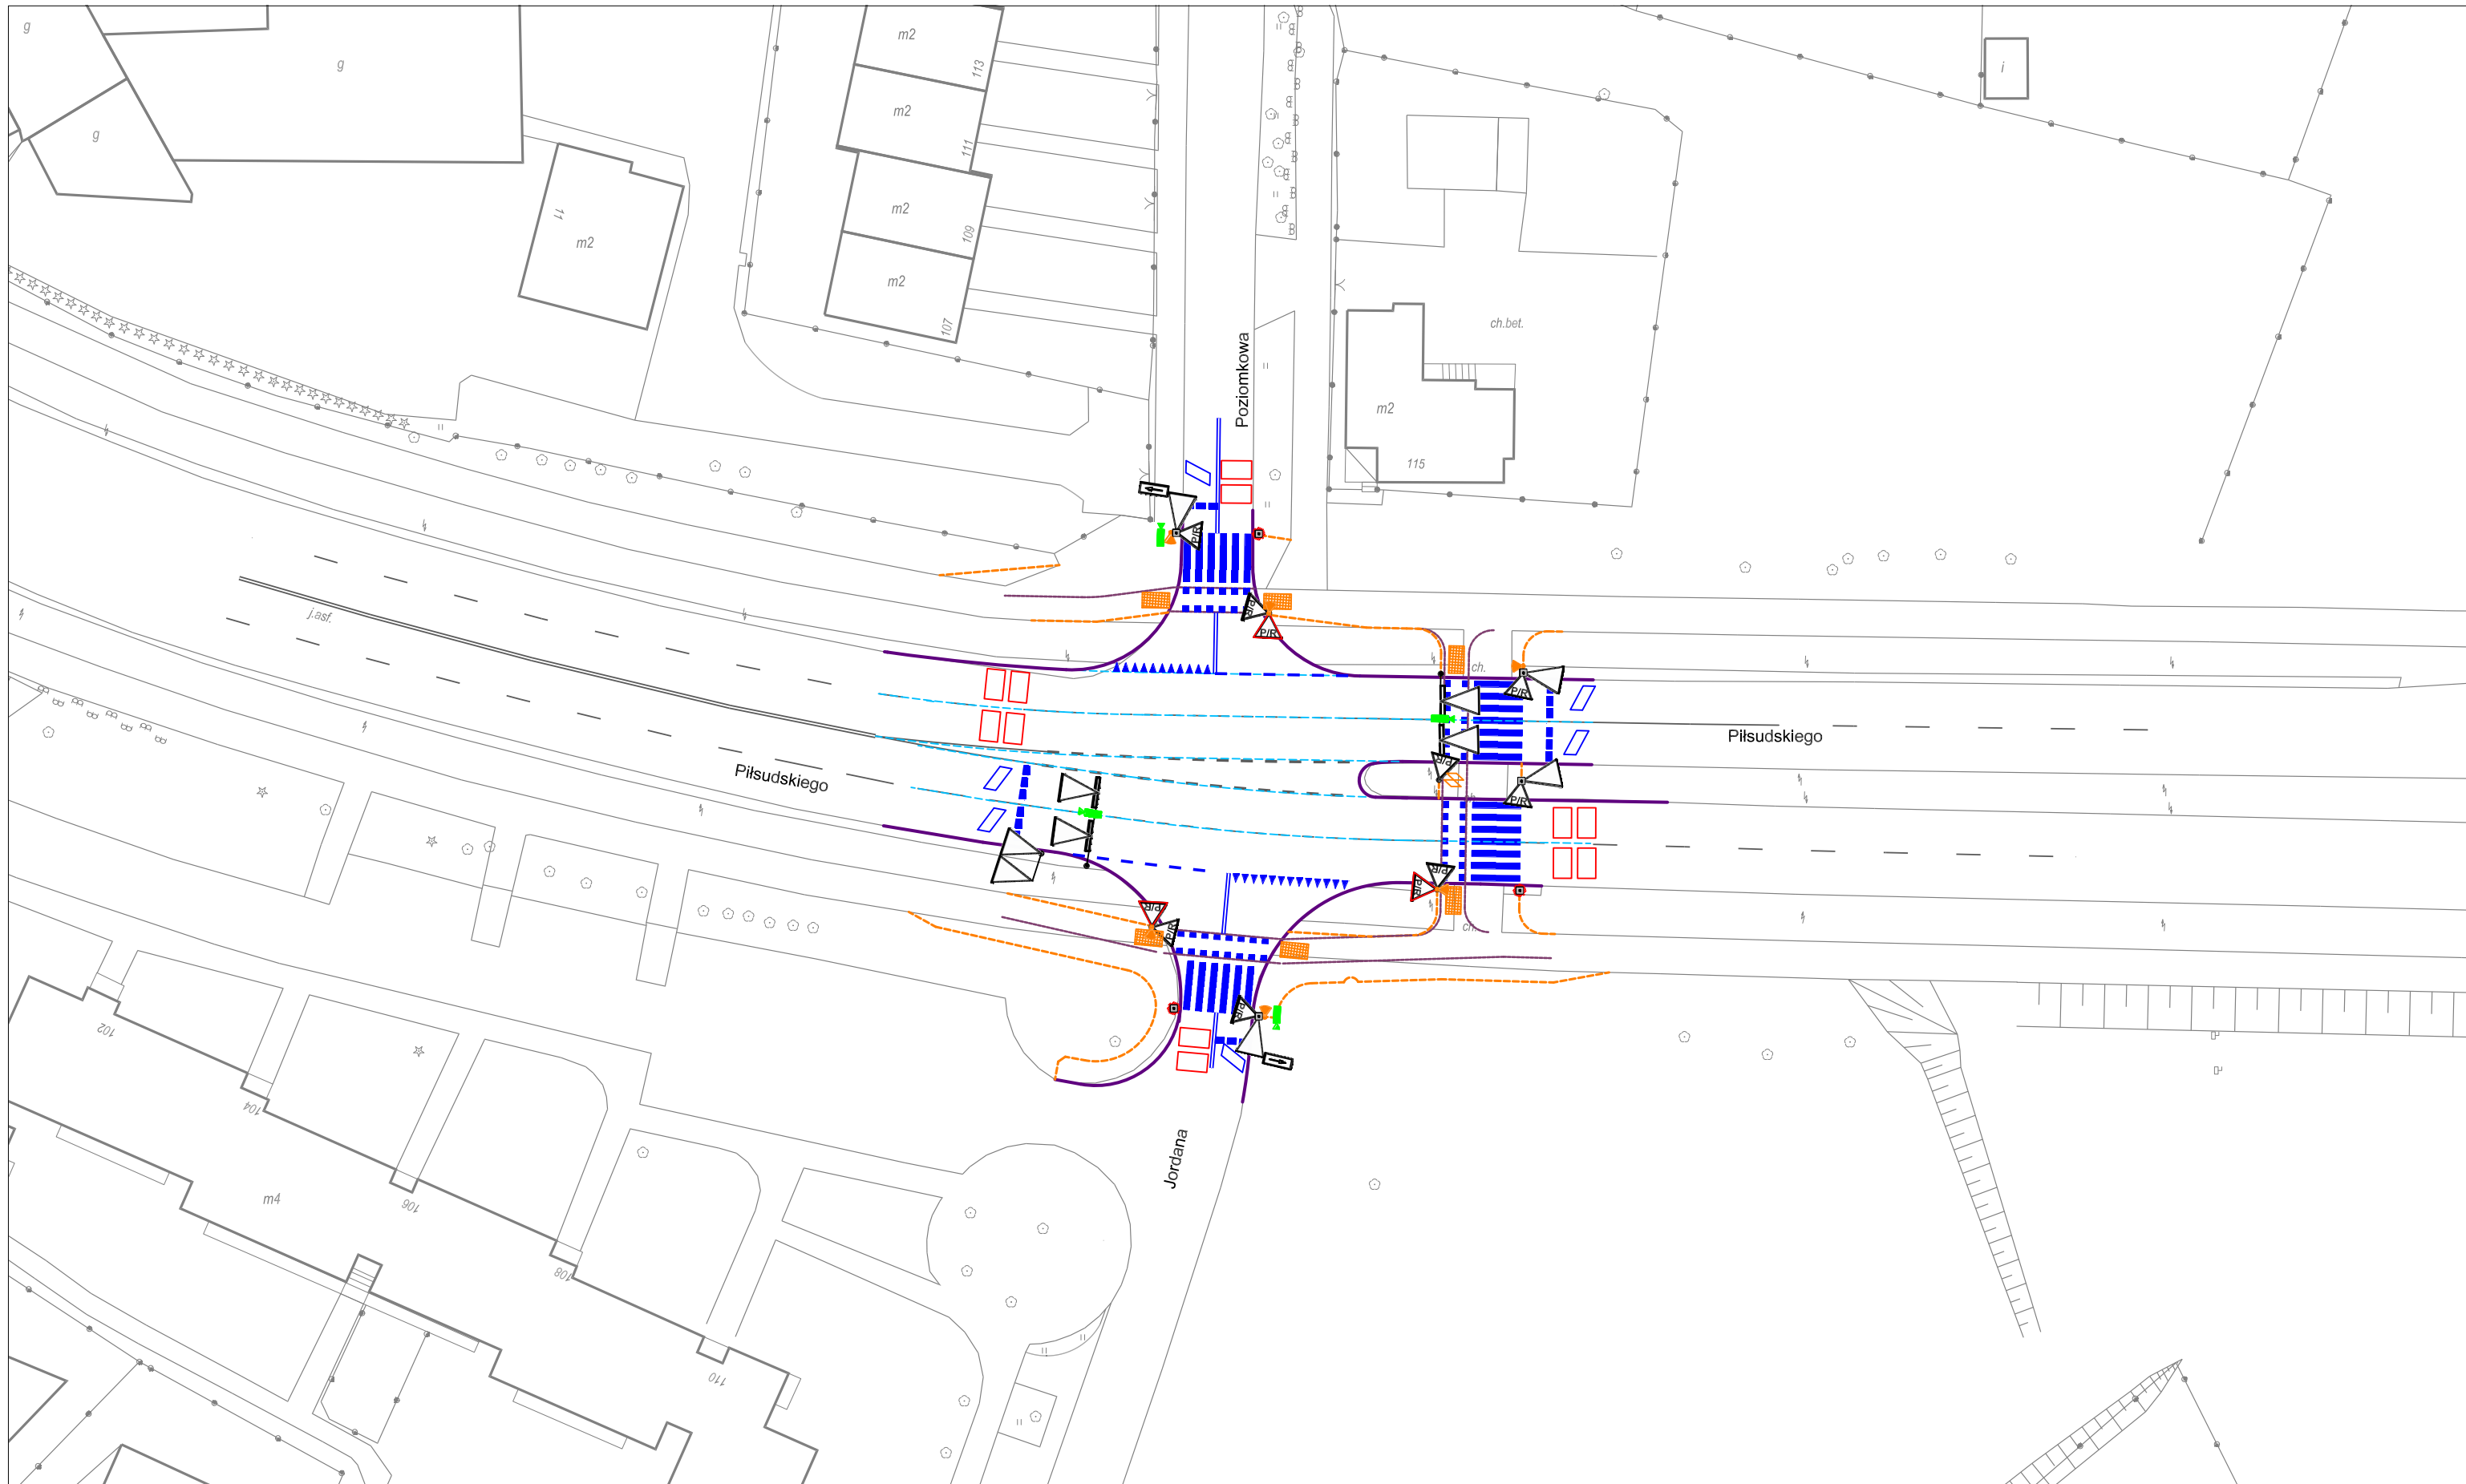 g
g
g
m2
113
m2
111
m2
109
m2
107
11
m2
i
ch.bet.
m2
115
Poziomkowa
P/R
P/R
P/R
j.asf.
ch.
P/R
Piłsudskiego
Piłsudskiego
P/R
P/R
P/R
P/R
P/R
P/R
ch.
P/R
102
104
106
108
110
m4
Jordana